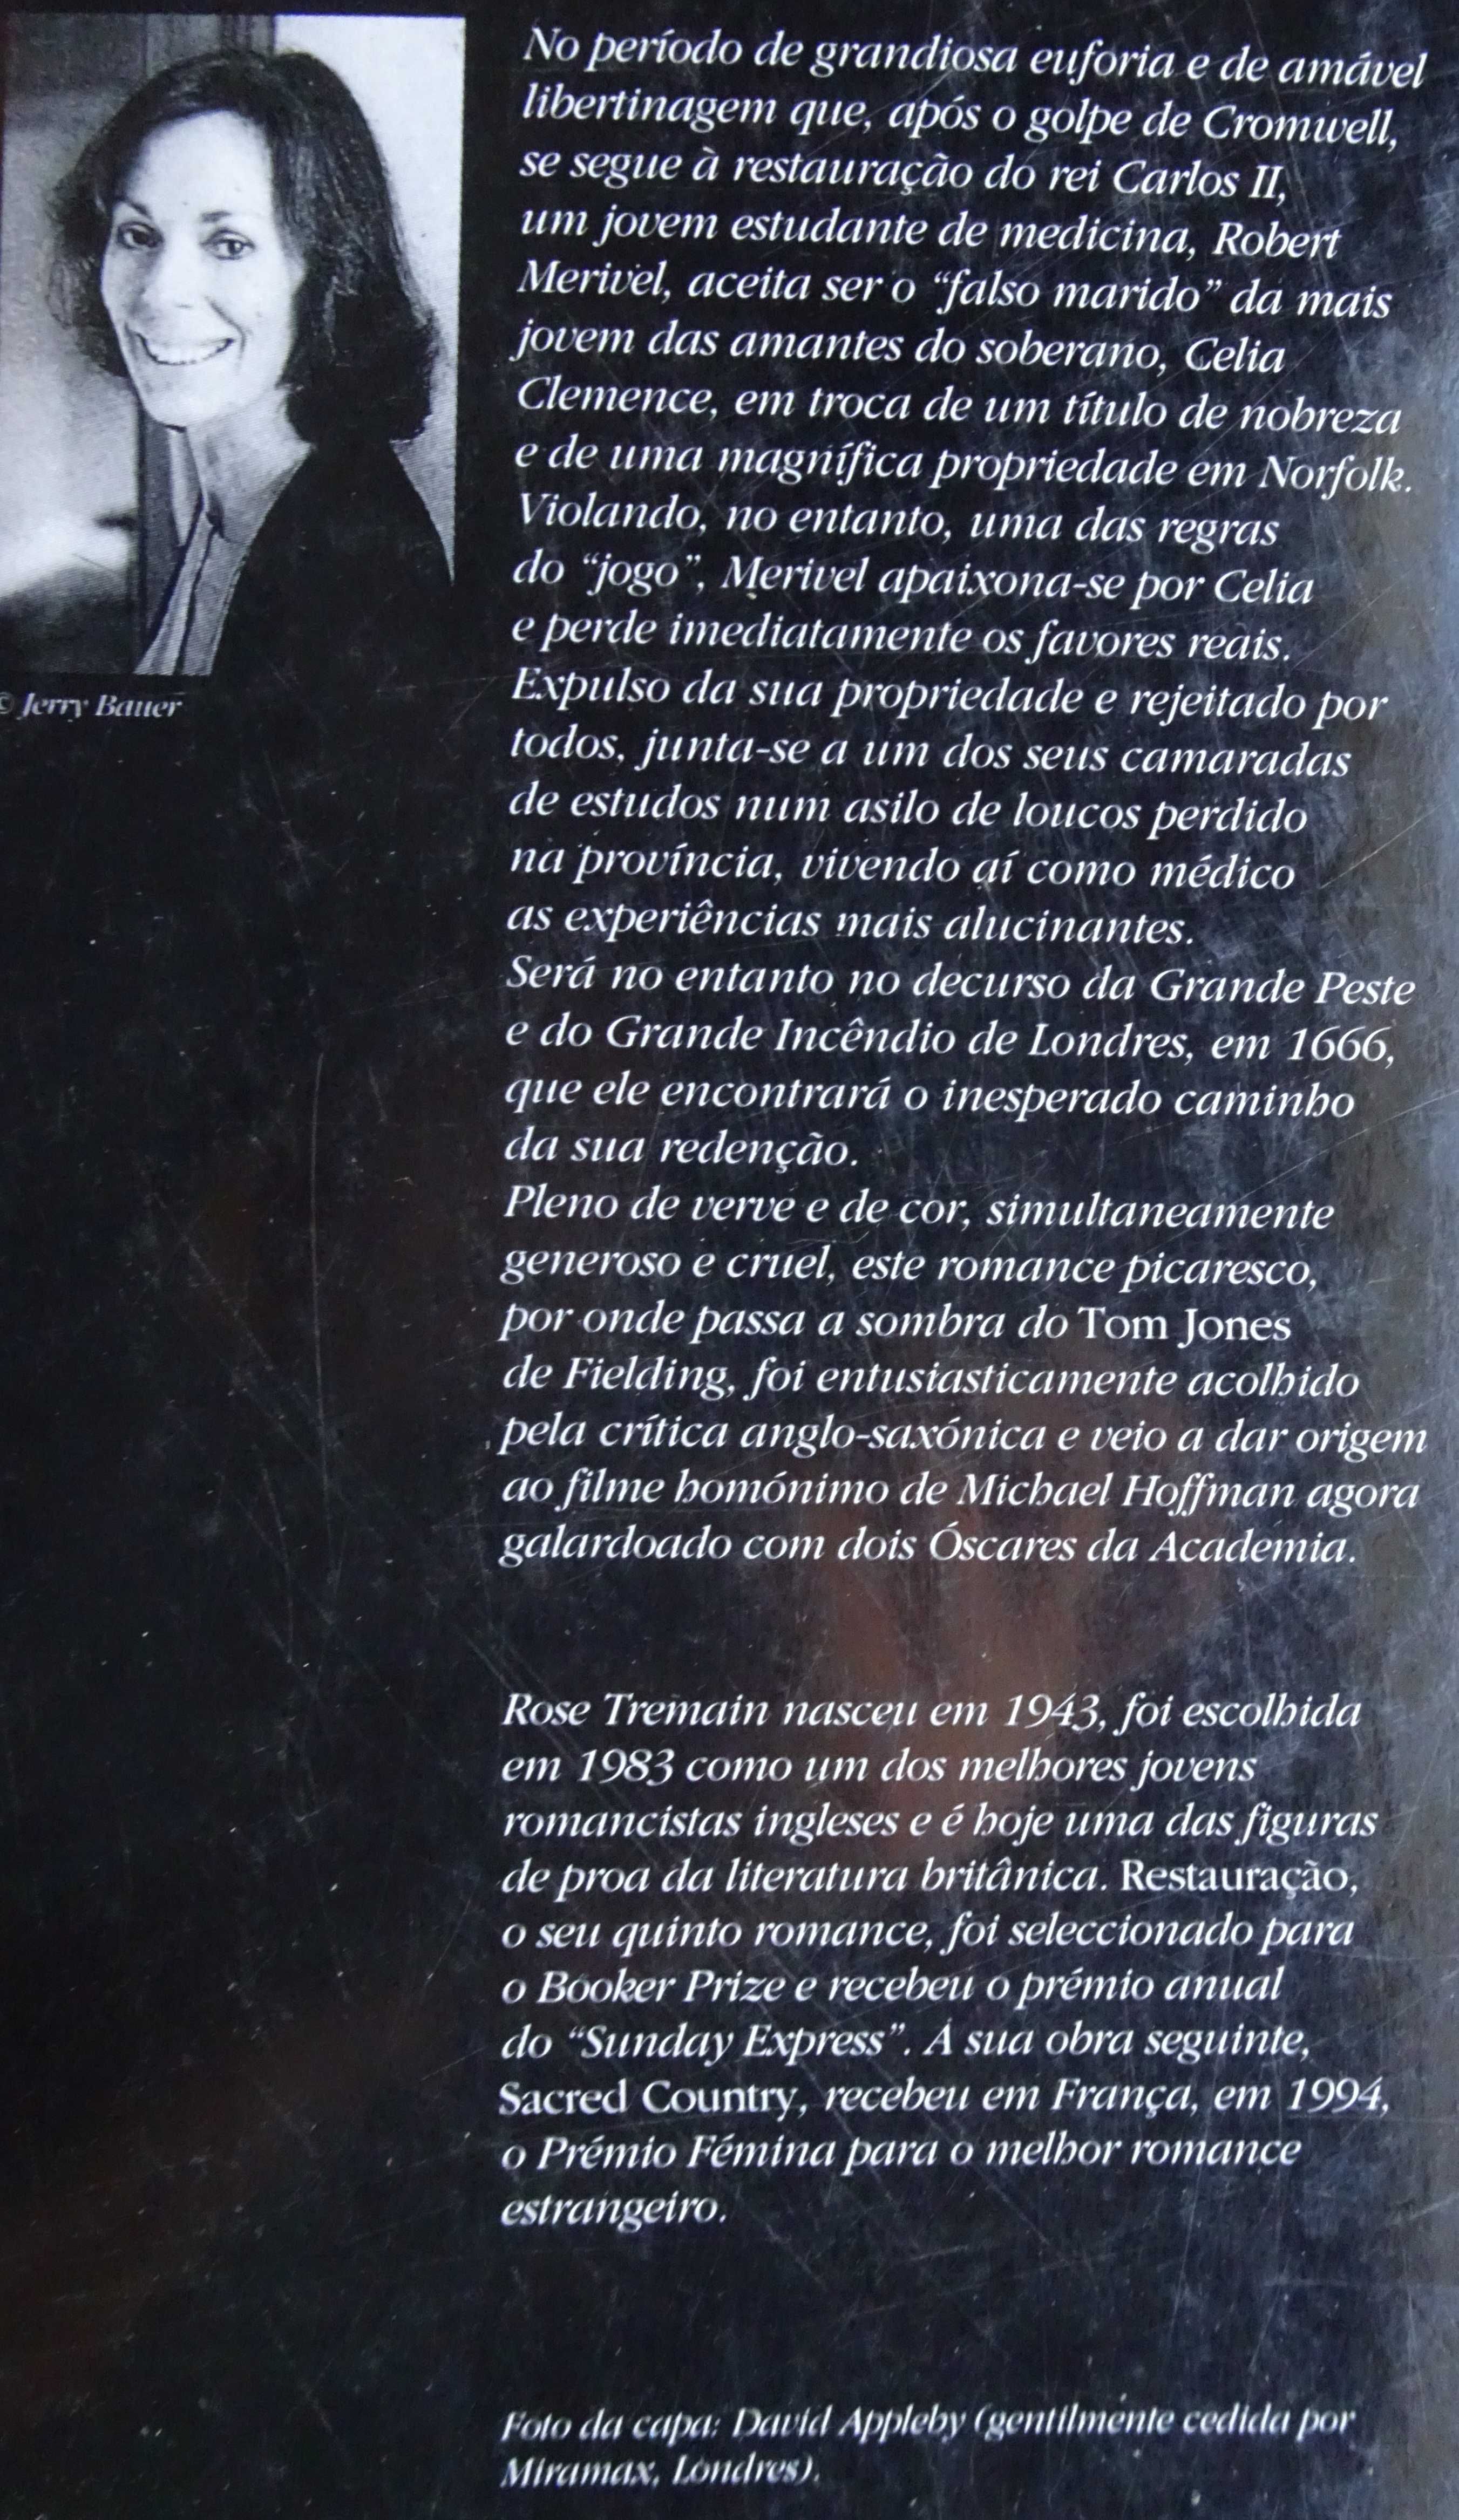 No período de grandiosa euforia e de amável
libertinagem que, após o golpe de Cromwell,
se segue à restauração do rei Carlos II,
um jovem estudante de medicina, Robert
Merivel, aceita ser o “falso marido” da mais
jovem das amantes do soberano, Celia
Clemence, em troca de um título de nobreza
e de uma magnífica propriedade em Norfolk.
Violando, no entanto, uma das regras
do “jogo”, Merivel apaixona-se por Celia
e perde imediatamente os favores reais.
Expulso da sua propriedade e rejeitado por
todos, junta-se a um dos seus camaradas
de estudos num asilo de loucos perdido
na província, vivendo aí como médico
as experiências mais alucinantes.
Será no entanto no decurso da Grande Peste
e do Grande Incêndio de Londres, em 1666,
que ele encontrará o inesperado caminho
da sua redenção.
Pleno de verve e de cor, simultaneamente
generoso e cruel, este romance picaresco,
por onde passa a sombra do Tom Jones
de Fielding, foi entusiasticamente acolhido
pela crítica anglo-saxónica e veio a dar origem
ao filme homónimo de Michael Hoffman agora
galardoado com dois Óscares da Academia.
© Jerry Bauer
Rose Tremain nasceu em 1943, foi escolhida
em 1983 como um dos melhores jovens
romancistas ingleses e é hoje uma das figuras
de proa da literatura britânica. Restauração,
o seu quinto romance, foi seleccionado para
o Booker Prize e recebeu o prémio anual
do “Sunday Express”. A sua obra seguinte,
Sacred Country, recebeu em França, em 1994,
o Prémio Fémina para o melhor romance
estrangeiro.
Foto da capa: David Appleby (gentilmente cedida por
Miramax, Londres).